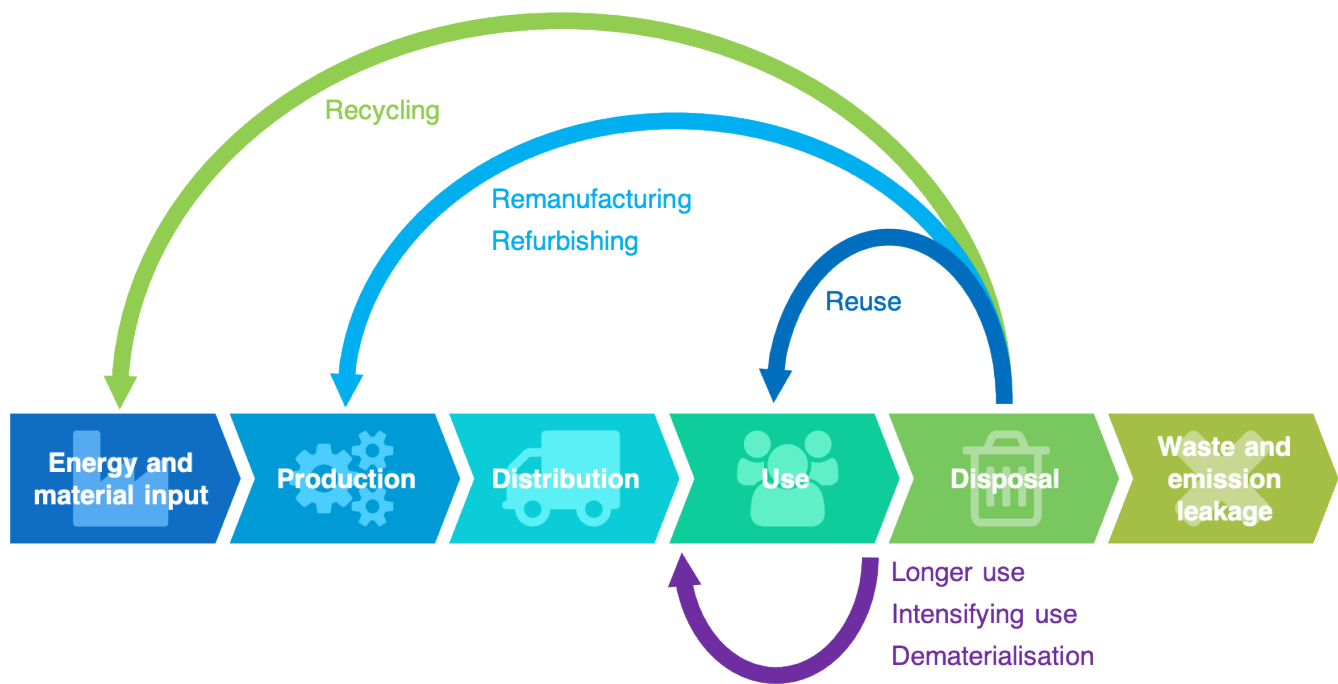 Recycling
Remanufacturing
Refurbishing
Reuse
Energy and
material input
Production
Distribution
Use
Disposal
Waste and
emission
leakage
Longer use
Intensifying use
Dematerialisation